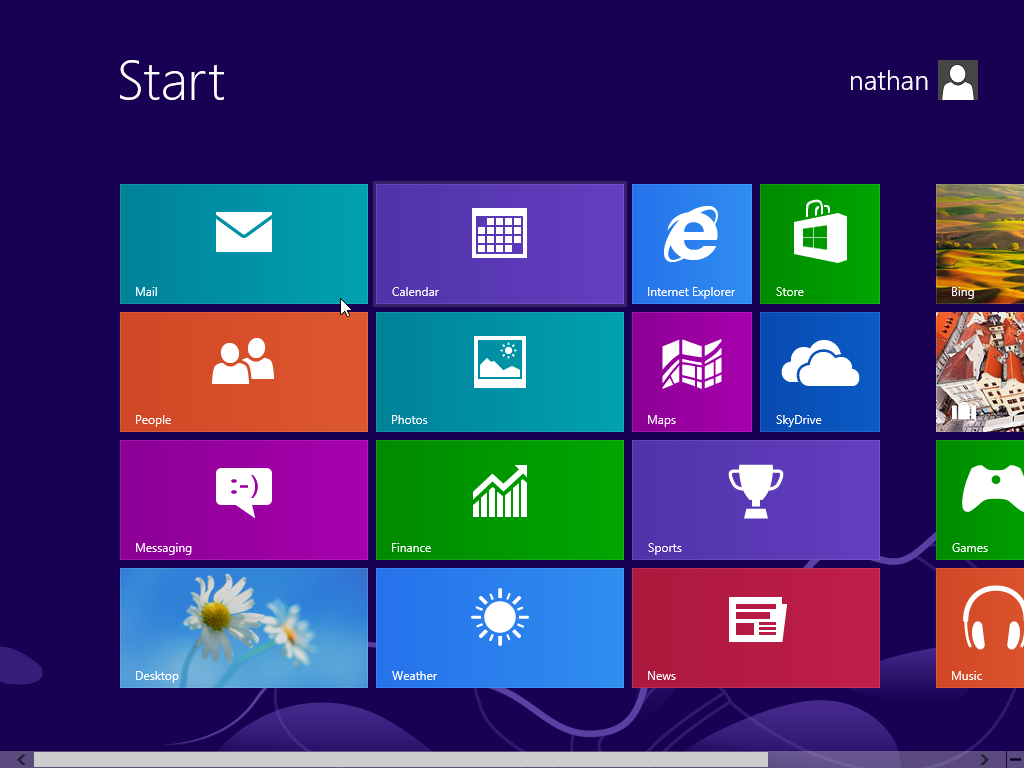 Start
nathan
Mail
Calendar
Internet Explorer
Store
Bing
People
Photos
Maps
SkyDrive
Messaging
:-)
Finance
Sports
Games
Desktop
Weather
News
Music